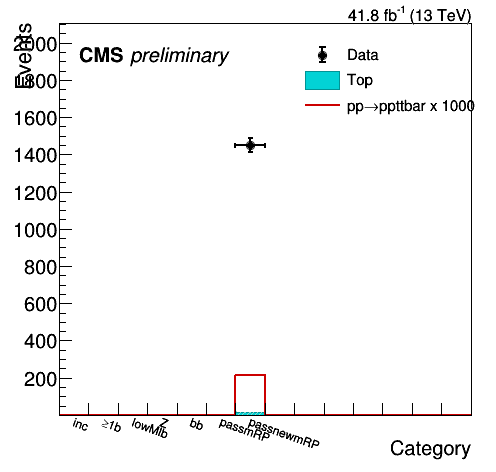 41.8 fb⁻¹ (13 TeV)
Events
CMS preliminary
Data
Top
pp→ppttbar x 1000
2000
1800
1600
1400
1200
1000
800
600
400
200
inc
≥1b
lowMlb
Z
bb
passmRP
passnewmRP
Category